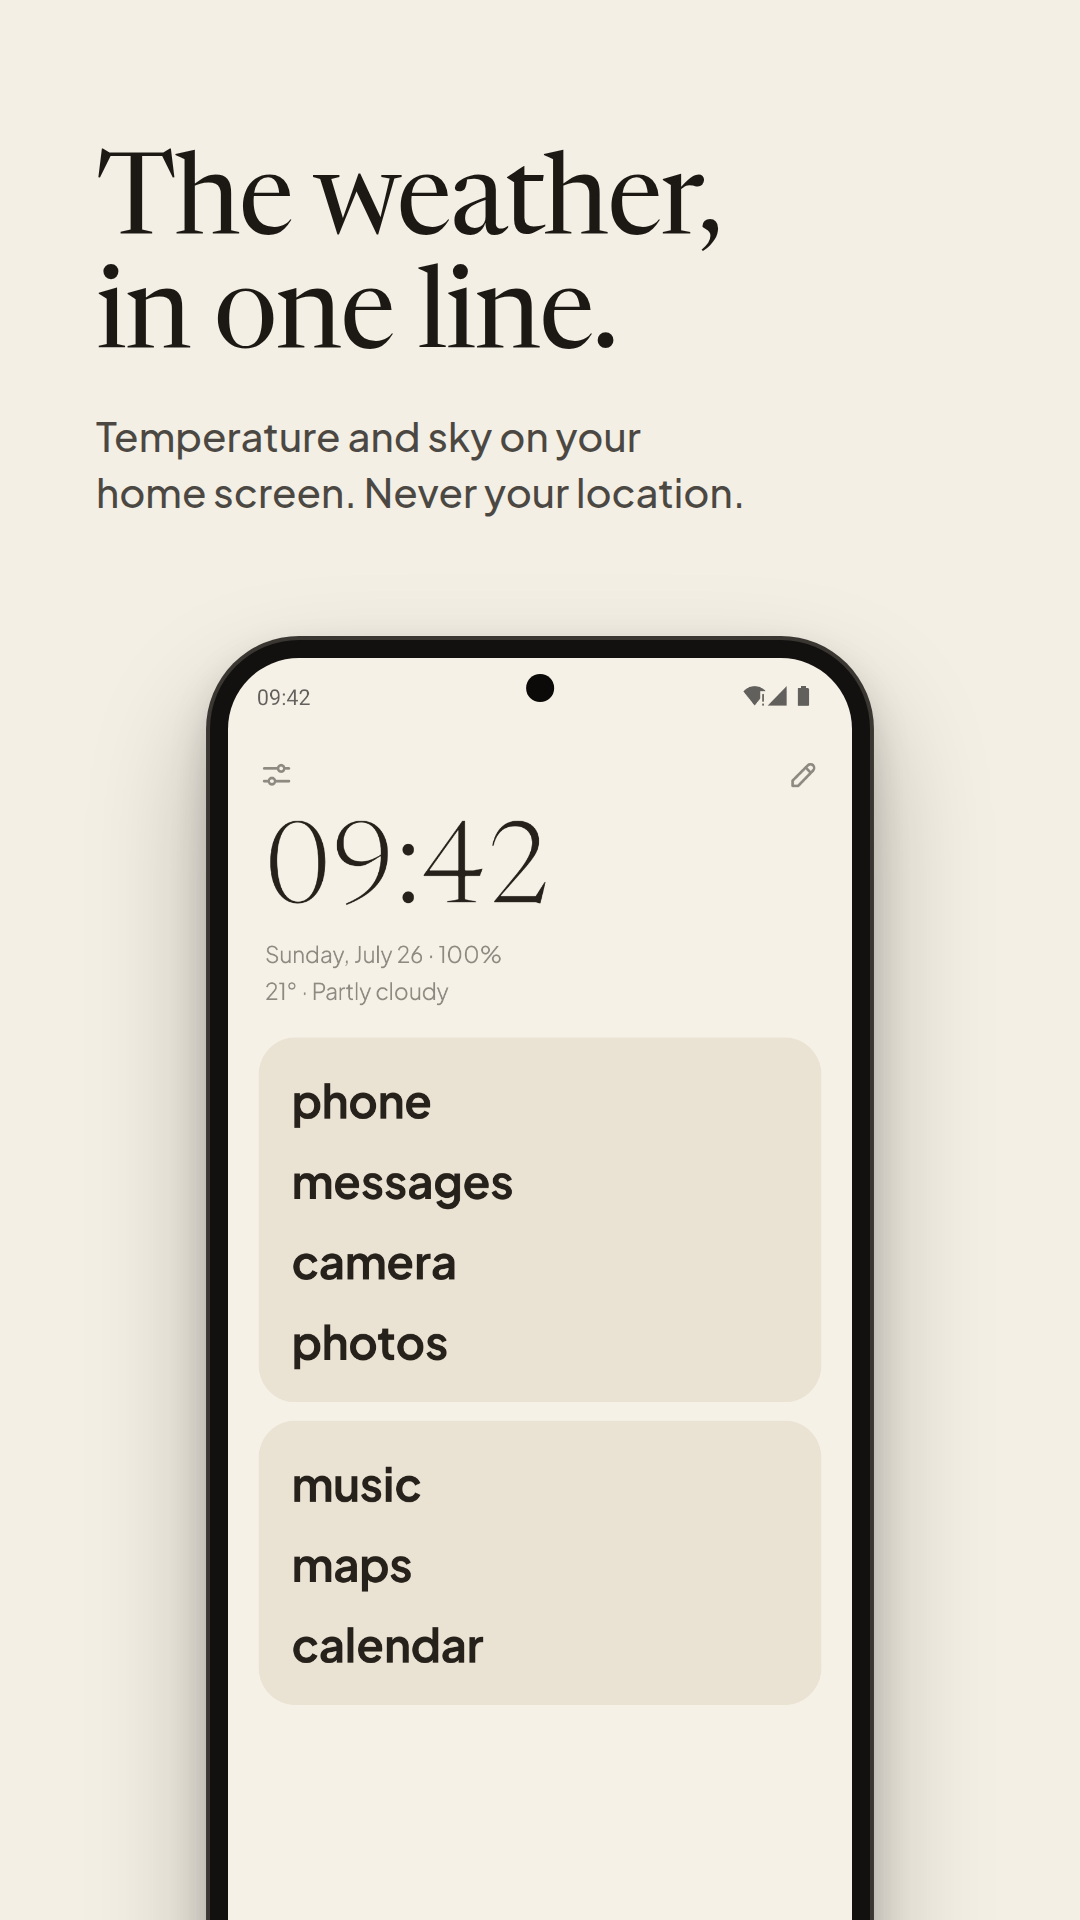 The weather,
in one line.
Temperature and sky on your
home screen. Never your location.
09:42
09:42
Sunday, July 26 · 100%
21° · Partly cloudy
phone
messages
camera
photos
music
maps
calendar